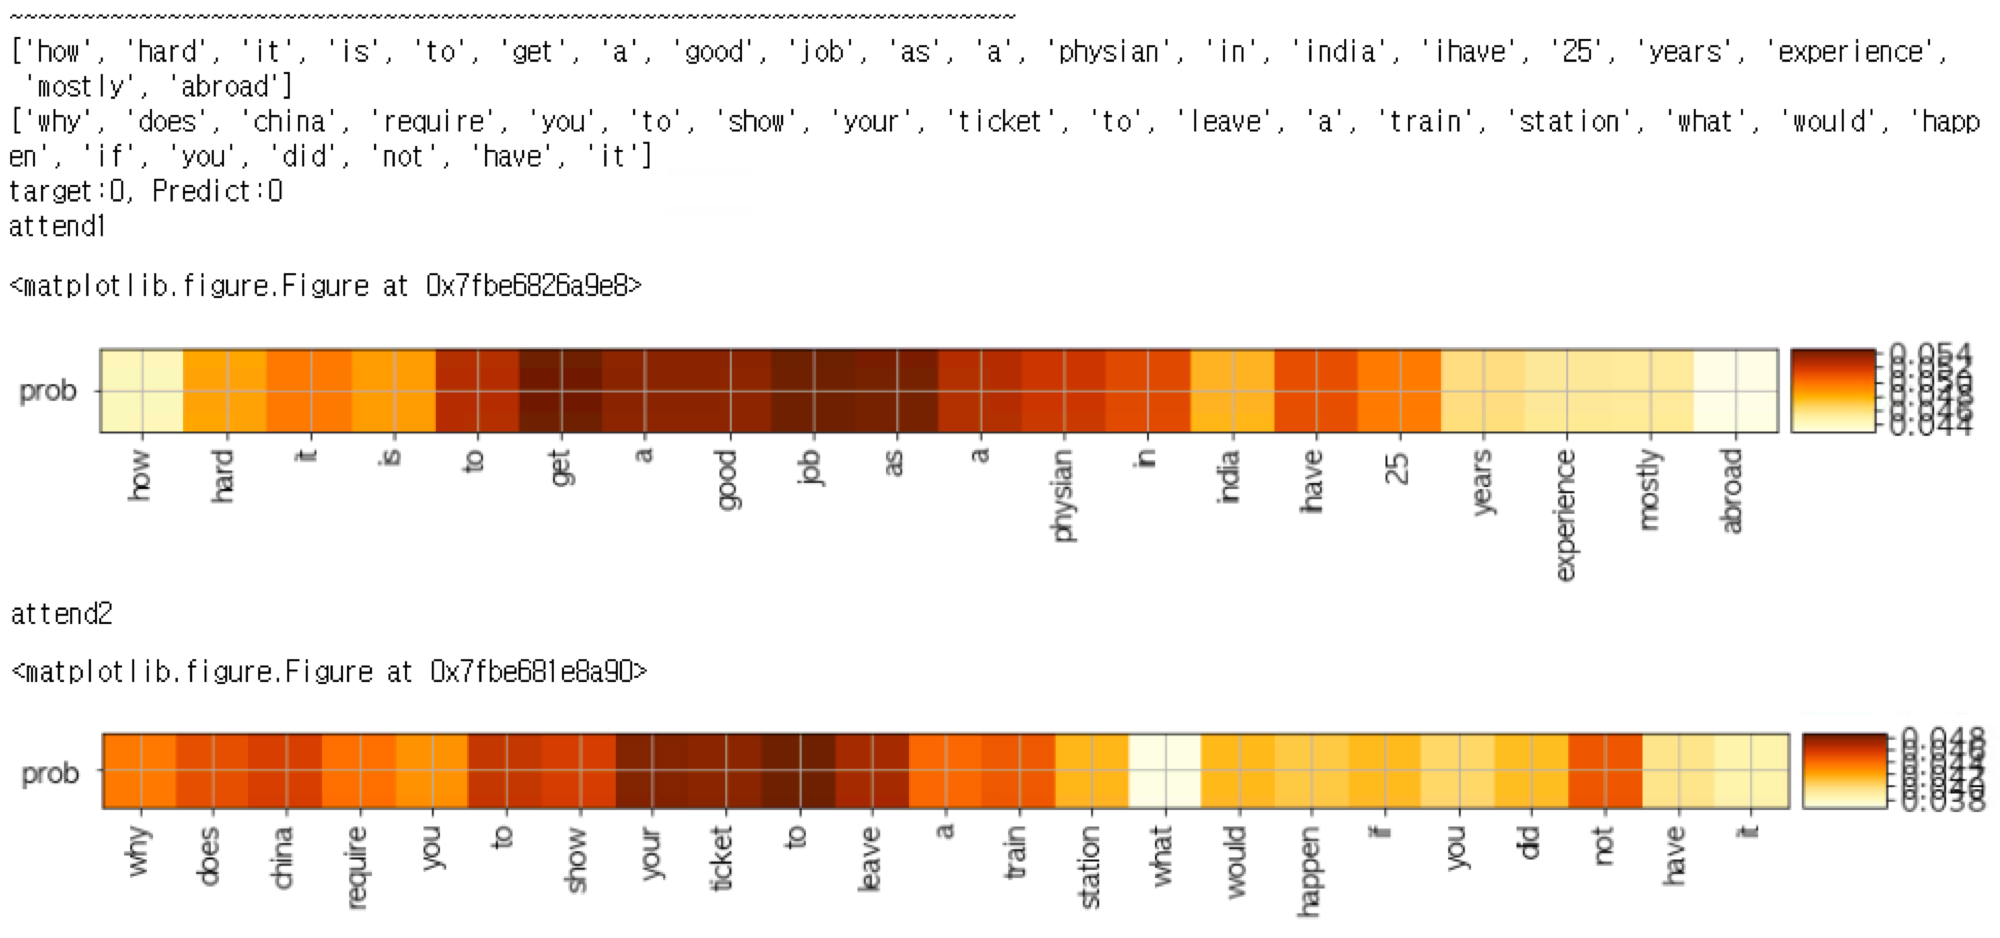 ~~~~~~~~~~~~~~~~~~~~~~~~~~~~~~~~~~~~~~~~~~~~~~~~~~~~~~~~~~~~~~~~~~~~~~~~
['how', 'hard', 'it', 'is', 'to', 'get', 'a', 'good', 'job', 'as', 'a', 'physian', 'in', 'india', 'ihave', '25', 'years', 'experience',
'mostly', 'abroad']
['why', 'does', 'china', 'require', 'you', 'to', 'show', 'your', 'ticket', 'to', 'leave', 'a', 'train', 'station', 'what', 'would', 'happ
en', 'if', 'you', 'did', 'not', 'have', 'it']
target:0, Predict:0
attend1
<matplotlib.figure.Figure at 0x7fbe6826a9e8>
prob
0.054
0.044
how hard it is to get a good job as a physian in india ihave 25 years experience mostly abroad
attend2
<matplotlib.figure.Figure at 0x7fbe681e8a90>
prob
0.048
0.038
why does china require you to show your ticket to leave a train station what would happen if you did not have it